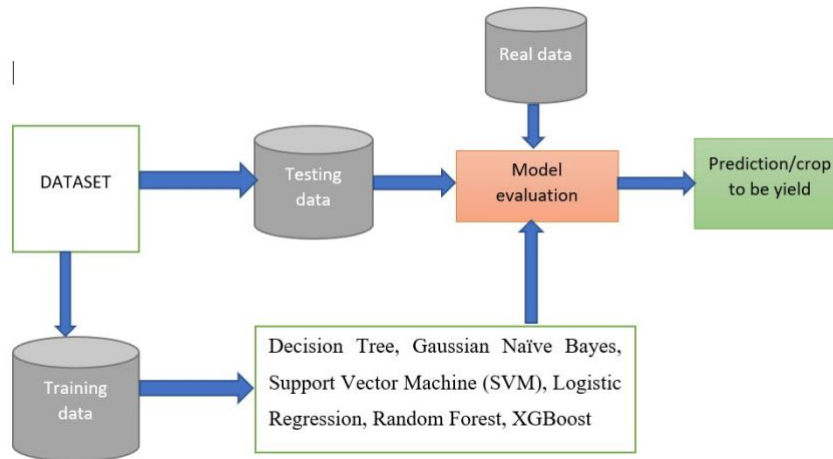 Real data
DATASET
Testing
data
Model
evaluation
Prediction/crop
to be yield
Training
data
Decision Tree, Gaussian Naïve Bayes,
Support Vector Machine (SVM), Logistic
Regression, Random Forest, XGBoost